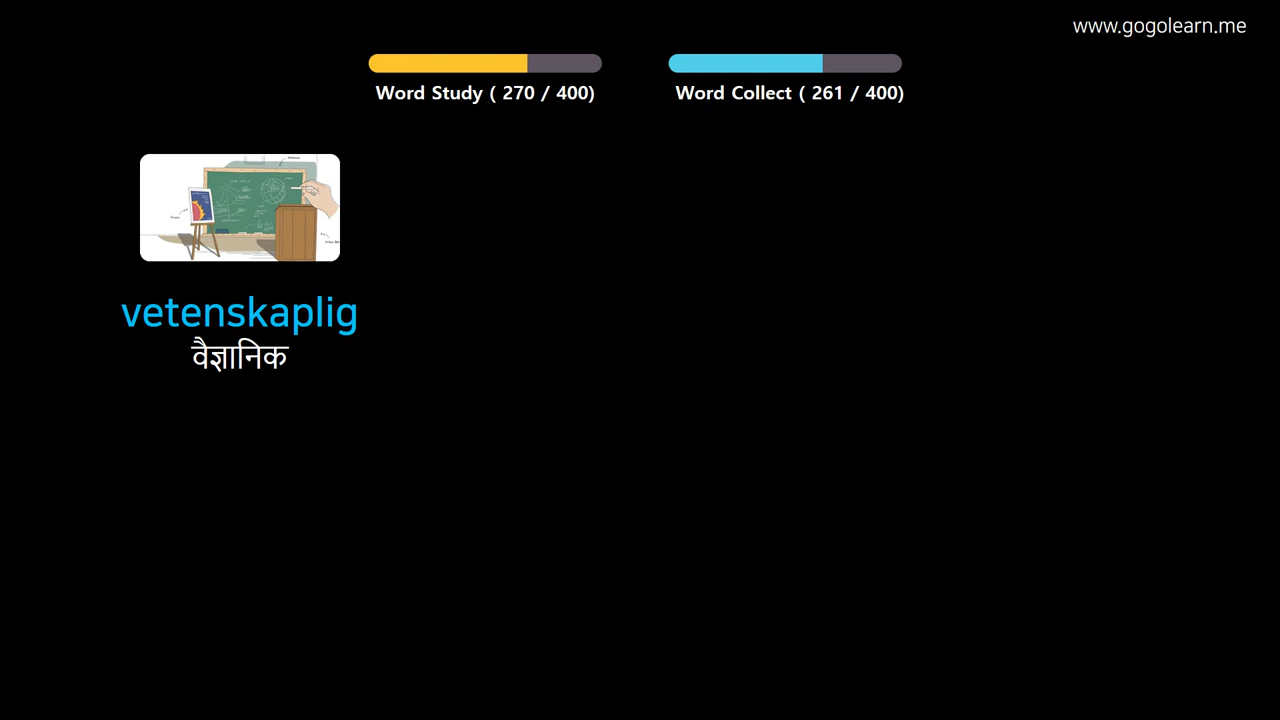 www.gogolearn.me
Word Study ( 270 / 400)
Word Collect ( 261 / 400)
vetenskaplig
वैज्ञानिक